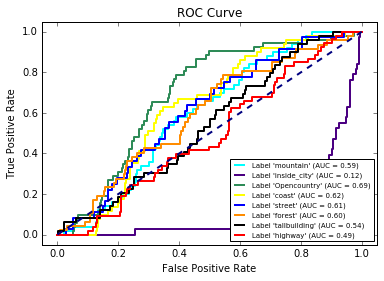 ROC Curve
True Positive Rate
1.0
0.8
0.6
0.4
0.2
0.0
0.0 0.2 0.4 0.6 0.8 1.0
False Positive Rate
Label 'mountain' (AUC = 0.59)
Label 'inside_city' (AUC = 0.12)
Label 'Opencountry' (AUC = 0.69)
Label 'coast' (AUC = 0.62)
Label 'street' (AUC = 0.61)
Label 'forest' (AUC = 0.60)
Label 'tallbuilding' (AUC = 0.54)
Label 'highway' (AUC = 0.49)